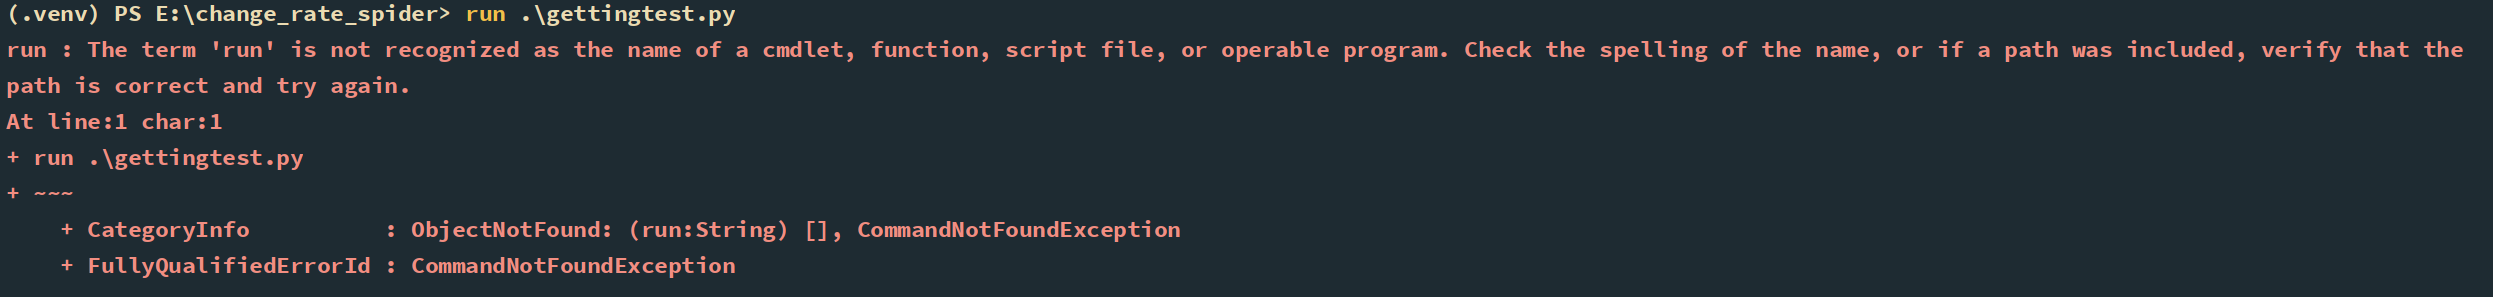 (.venv) PS E:\change_rate_spider> run .\gettingtest.py
run : The term 'run' is not recognized as the name of a cmdlet, function, script file, or operable program. Check the spelling of the name, or if a path was included, verify that the
path is correct and try again.
At line:1 char:1
+ run .\gettingtest.py
+ ~~~
    + CategoryInfo          : ObjectNotFound: (run:String) [], CommandNotFoundException
    + FullyQualifiedErrorId : CommandNotFoundException